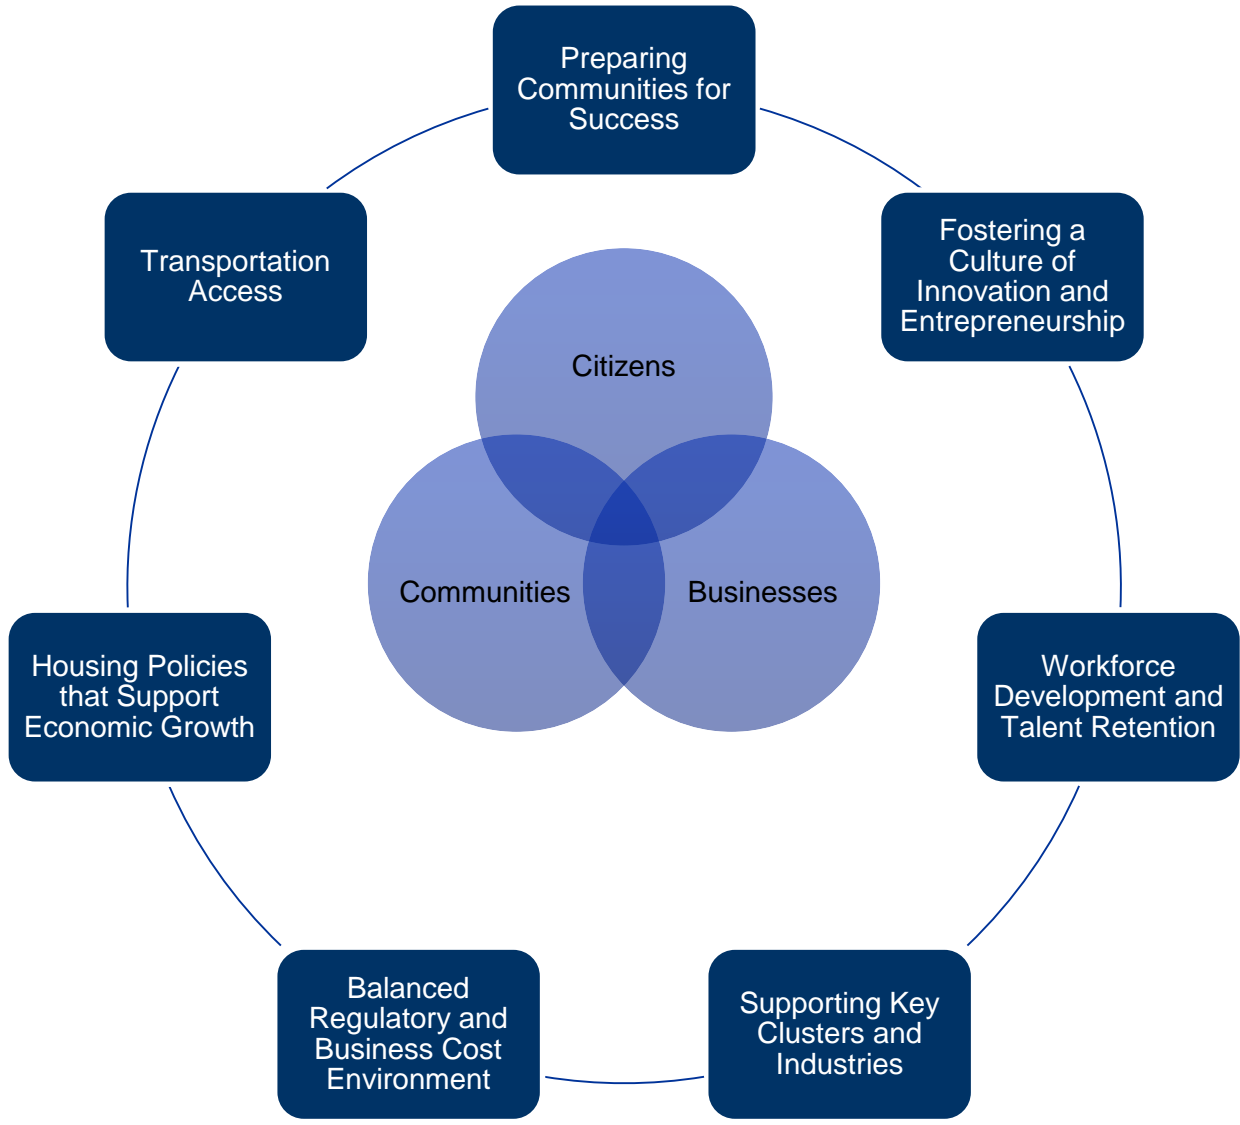 Preparing
Communities for
Success
Fostering a
Culture of
Innovation and
Entrepreneurship
Transportation
Access
Citizens
Communities
Businesses
Workforce
Development and
Talent Retention
Housing Policies
that Support
Economic Growth
Balanced
Regulatory and
Business Cost
Environment
Supporting Key
Clusters and
Industries